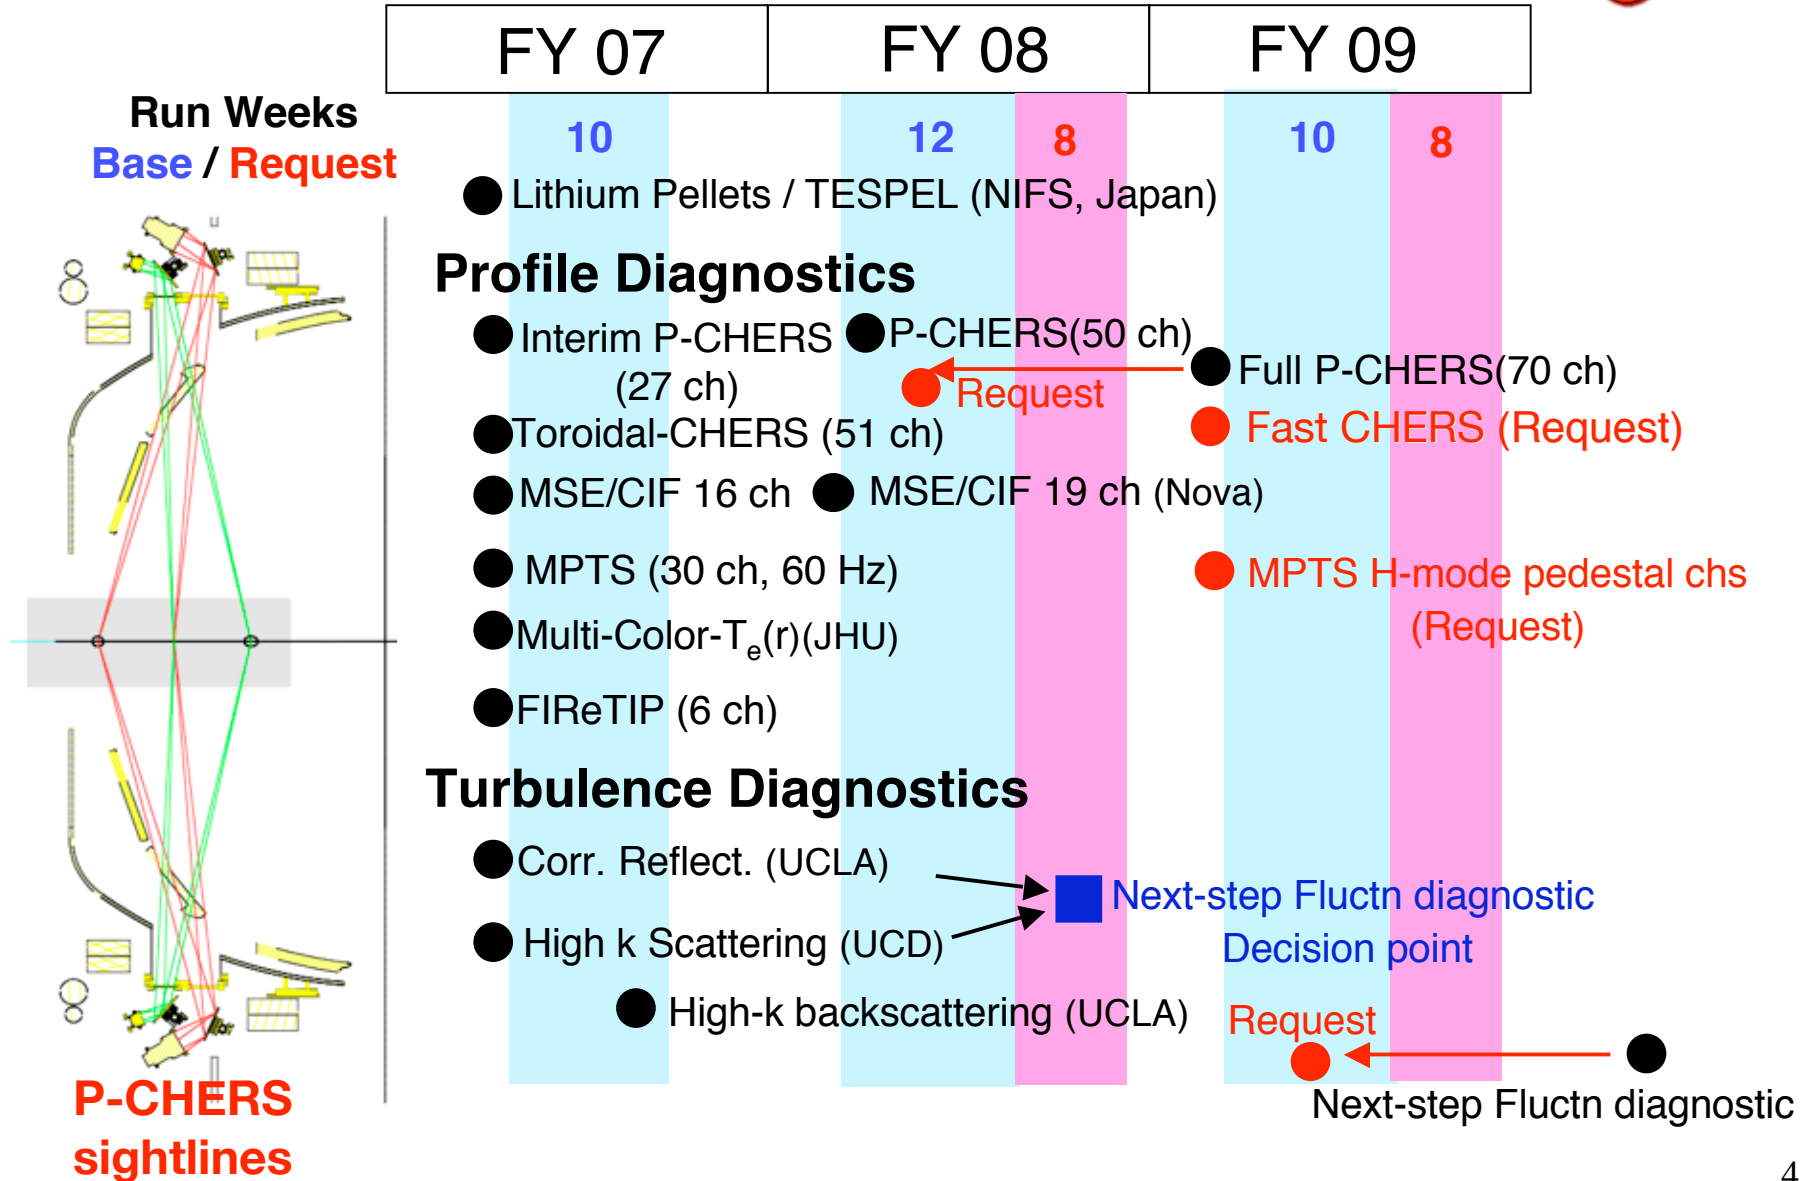 FY 07 FY 08 FY 09
Run Weeks
Base / Request
10 12 8 10 8
Lithium Pellets / TESPEL (NIFS, Japan)
Profile Diagnostics
Interim P-CHERS
(27 ch)
P-CHERS(50 ch)
Request
Full P-CHERS(70 ch)
Toroidal-CHERS (51 ch)
Fast CHERS (Request)
MSE/CIF 16 ch
MSE/CIF 19 ch (Nova)
MPTS (30 ch, 60 Hz)
MPTS H-mode pedestal chs
(Request)
Multi-Color-Te(r)(JHU)
FIReTIP (6 ch)
Turbulence Diagnostics
Corr. Reflect. (UCLA)
Next-step Fluctn diagnostic
Decision point
High k Scattering (UCD)
High-k backscattering (UCLA)
Request
Next-step Fluctn diagnostic
P-CHERS
sightlines
4